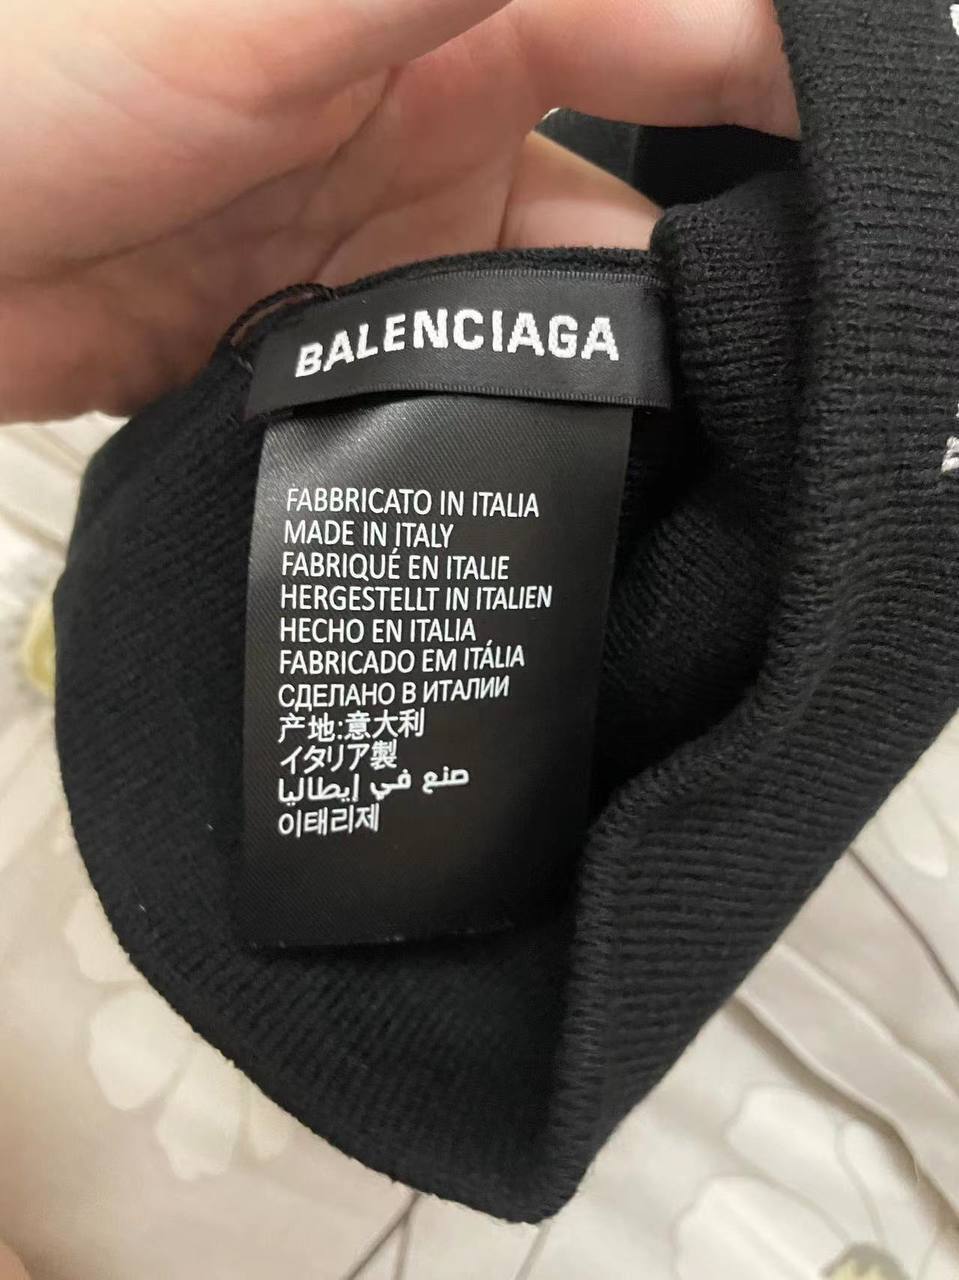 BALENCIAGA
FABBRICATO IN ITALIA
MADE IN ITALY
FABRIQUÉ EN ITALIE
HERGESTELLT IN ITALIEN
HECHO EN ITALIA
FABRICADO EM ITÁLIA
СДЕЛАНО В ИТАЛИИ
产地:意大利
イタリア製
صنع في إيطاليا
이태리제